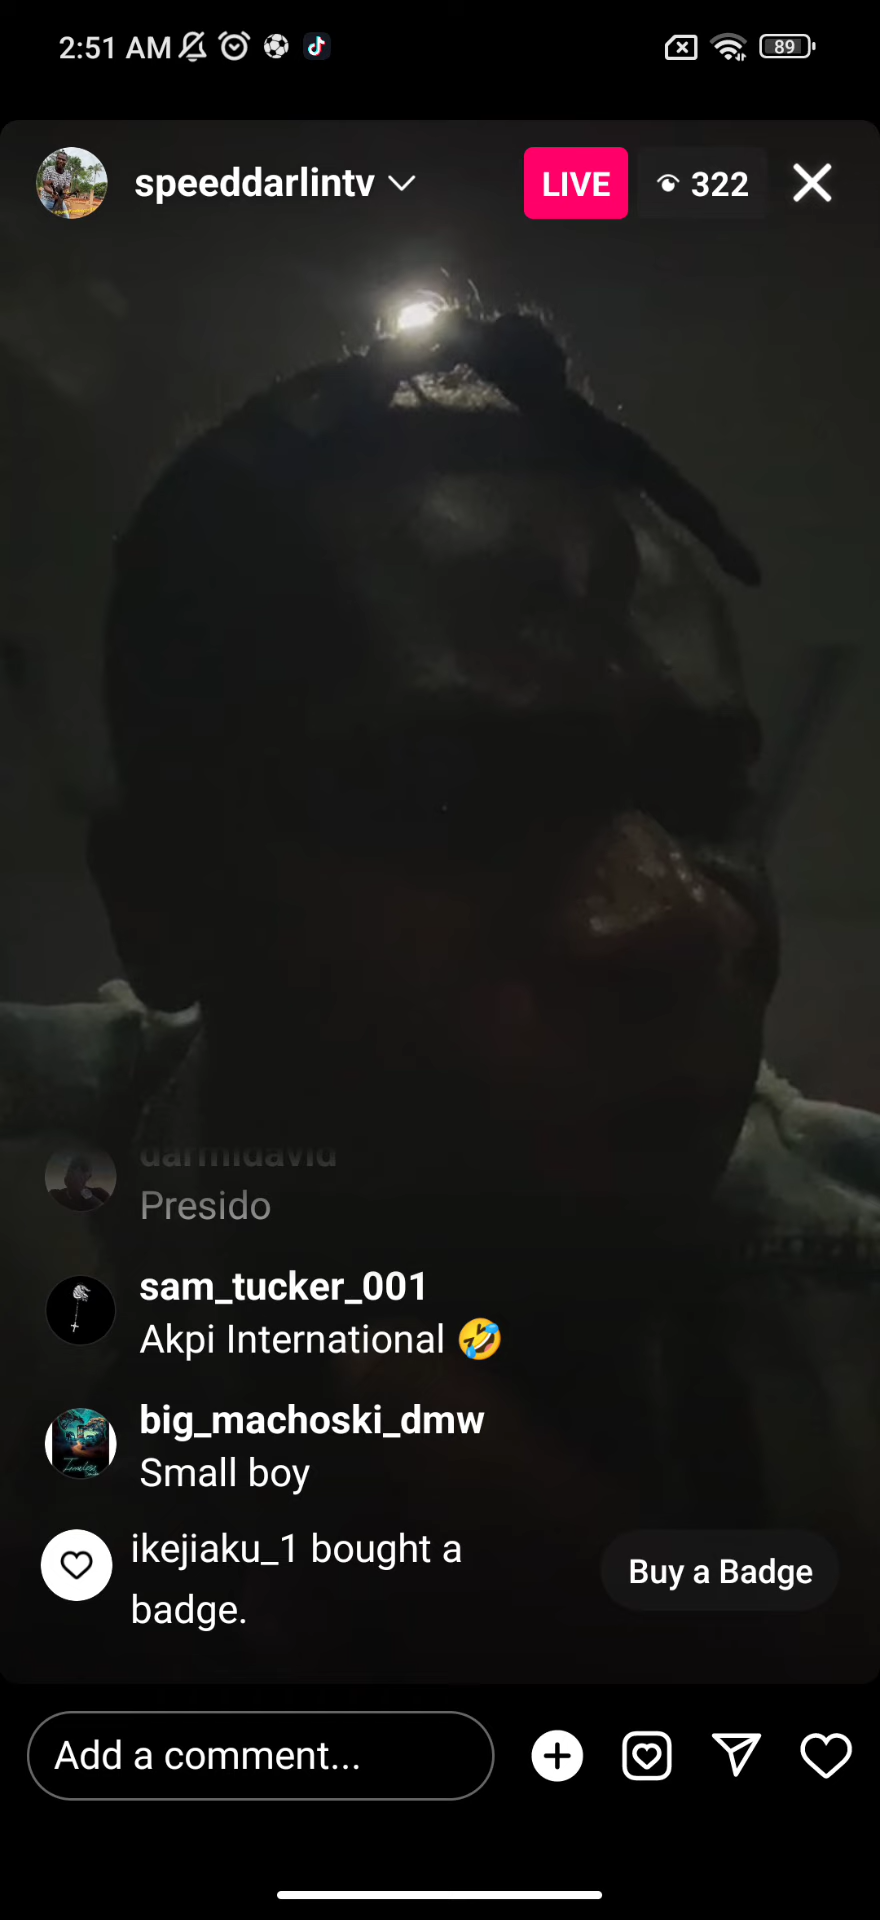 2:51 AM
89
speeddarlintv
LIVE
322
darmidavid
Presido
sam_tucker_001
Akpi International 🤣
big_machoski_dmw
Small boy
ikejiaku_1 bought a
badge.
Buy a Badge
Add a comment...